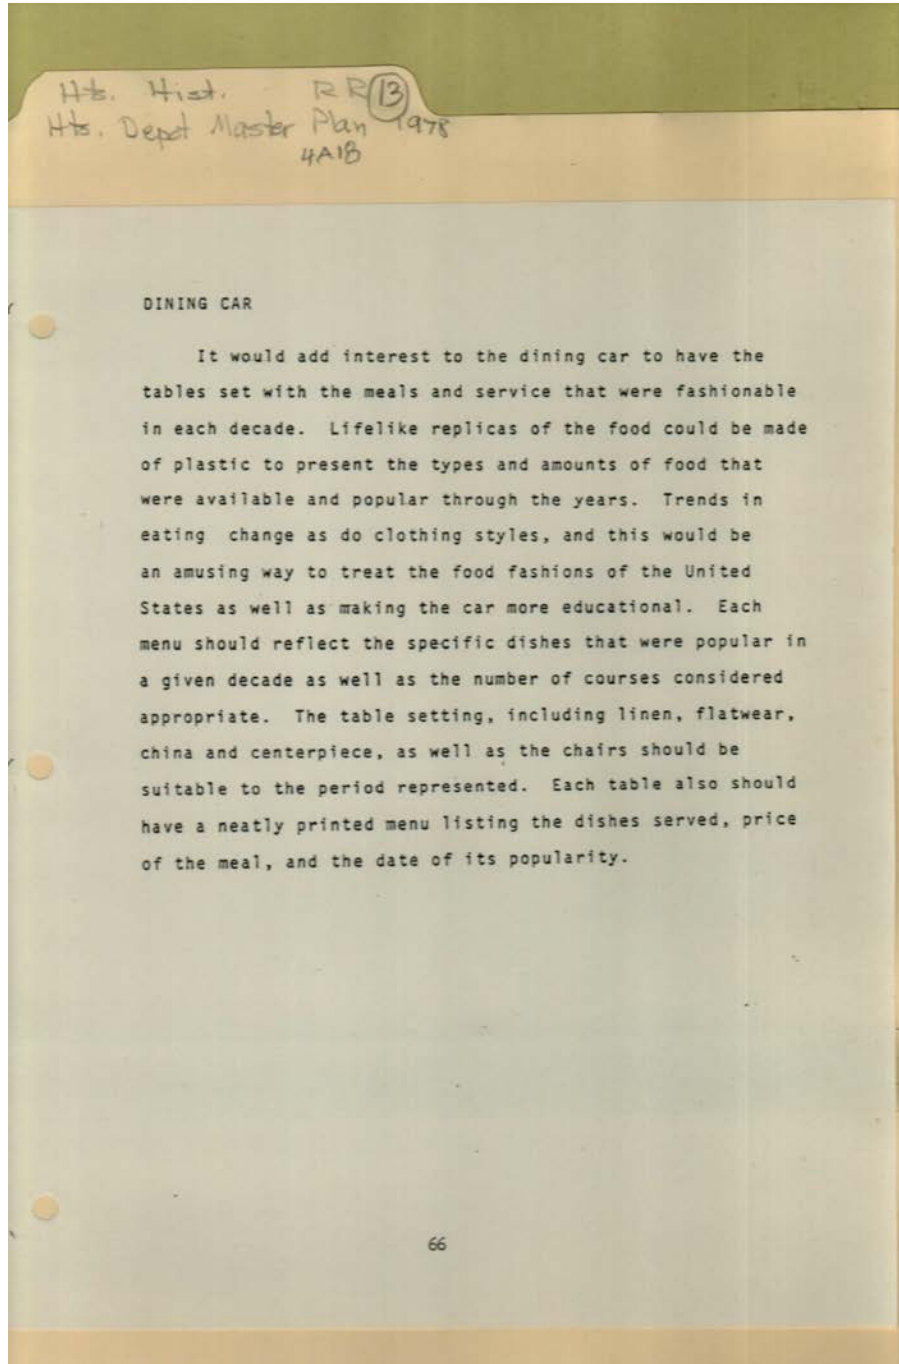 Hts. Hist. RR 13
Hts. Depot Master Plan 1978
4A18
DINING CAR
It would add interest to the dining car to have the
tables set with the meals and service that were fashionable
in each decade. Lifelike replicas of the food could be made
of plastic to present the types and amounts of food that
were available and popular through the years. Trends in
eating change as do clothing styles, and this would be
an amusing way to treat the food fashions of the United
States as well as making the car more educational. Each
menu should reflect the specific dishes that were popular in
a given decade as well as the number of courses considered
appropriate. The table setting, including linen, flatwear,
china and centerpiece, as well as the chairs should be
suitable to the period represented. Each table also should
have a neatly printed menu listing the dishes served, price
of the meal, and the date of its popularity.
66